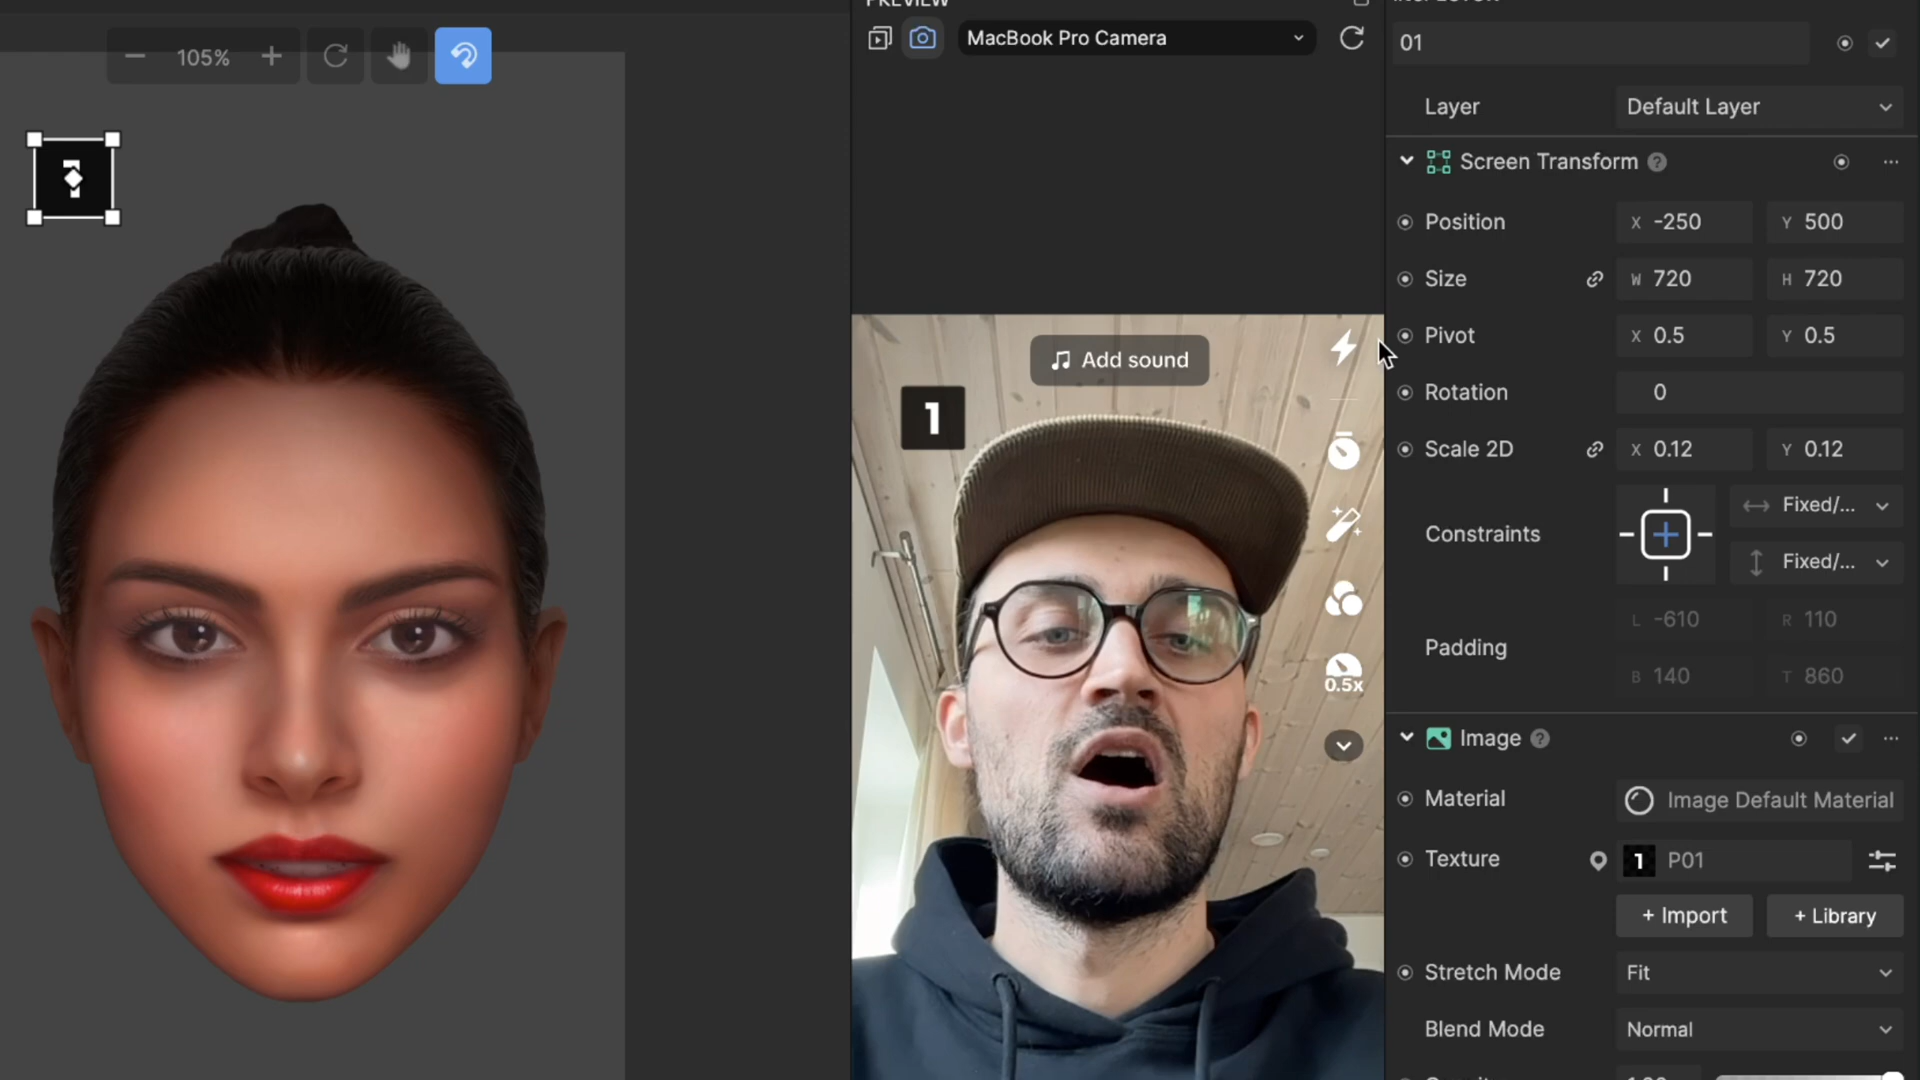 PREVIEW
105%
MacBook Pro Camera
01
Layer
Default Layer
Screen Transform
Position
X -250
Y 500
Size
W 720
H 720
Pivot
X 0.5
Y 0.5
Rotation
0
Scale 2D
X 0.12
Y 0.12
Constraints
Fixed/...
Fixed/...
Padding
L -610
R 110
B 140
T 860
Add sound
1
0.5x
Image
Material
Image Default Material
Texture
1
P01
+ Import
+ Library
Stretch Mode
Fit
Blend Mode
Normal